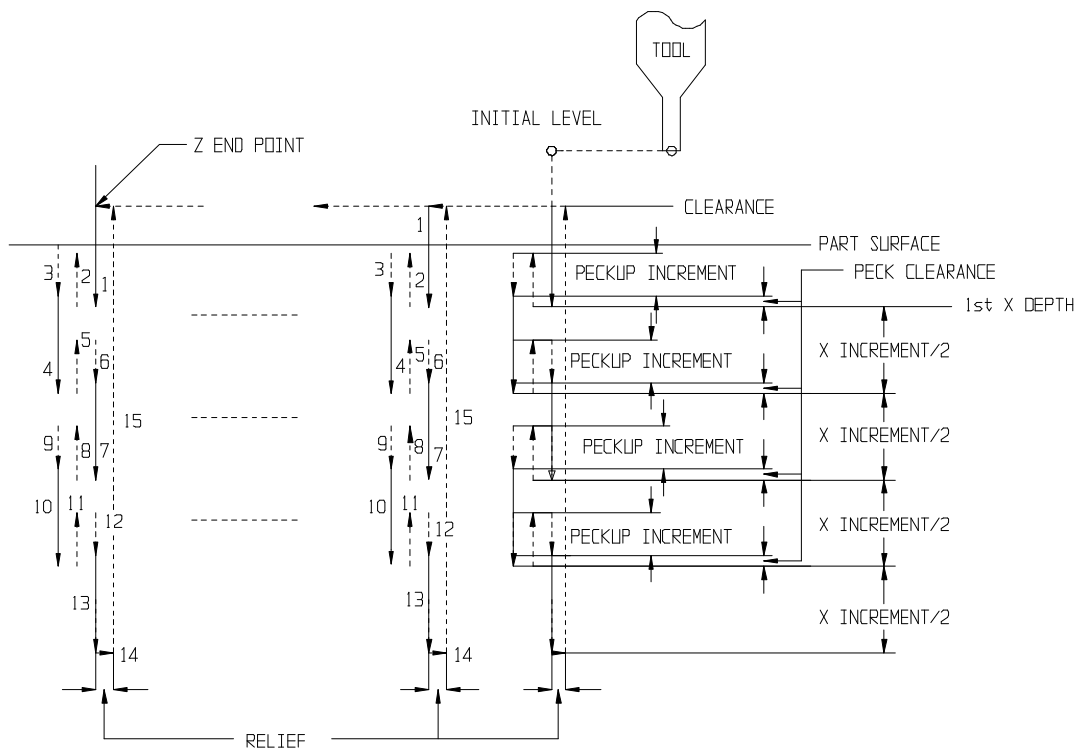 TOOL
INITIAL LEVEL
Z END POINT
CLEARANCE
1
PART SURFACE
3
2
1
3
2
PECKUP INCREMENT
PECK CLEARANCE
1st X DEPTH
5
6
4
5
6
4
PECKUP INCREMENT
X INCREMENT/2
15
15
9
8
7
9
8
7
PECKUP INCREMENT
X INCREMENT/2
10
11
12
10
11
12
PECKUP INCREMENT
X INCREMENT/2
13
13
X INCREMENT/2
14
14
RELIEF